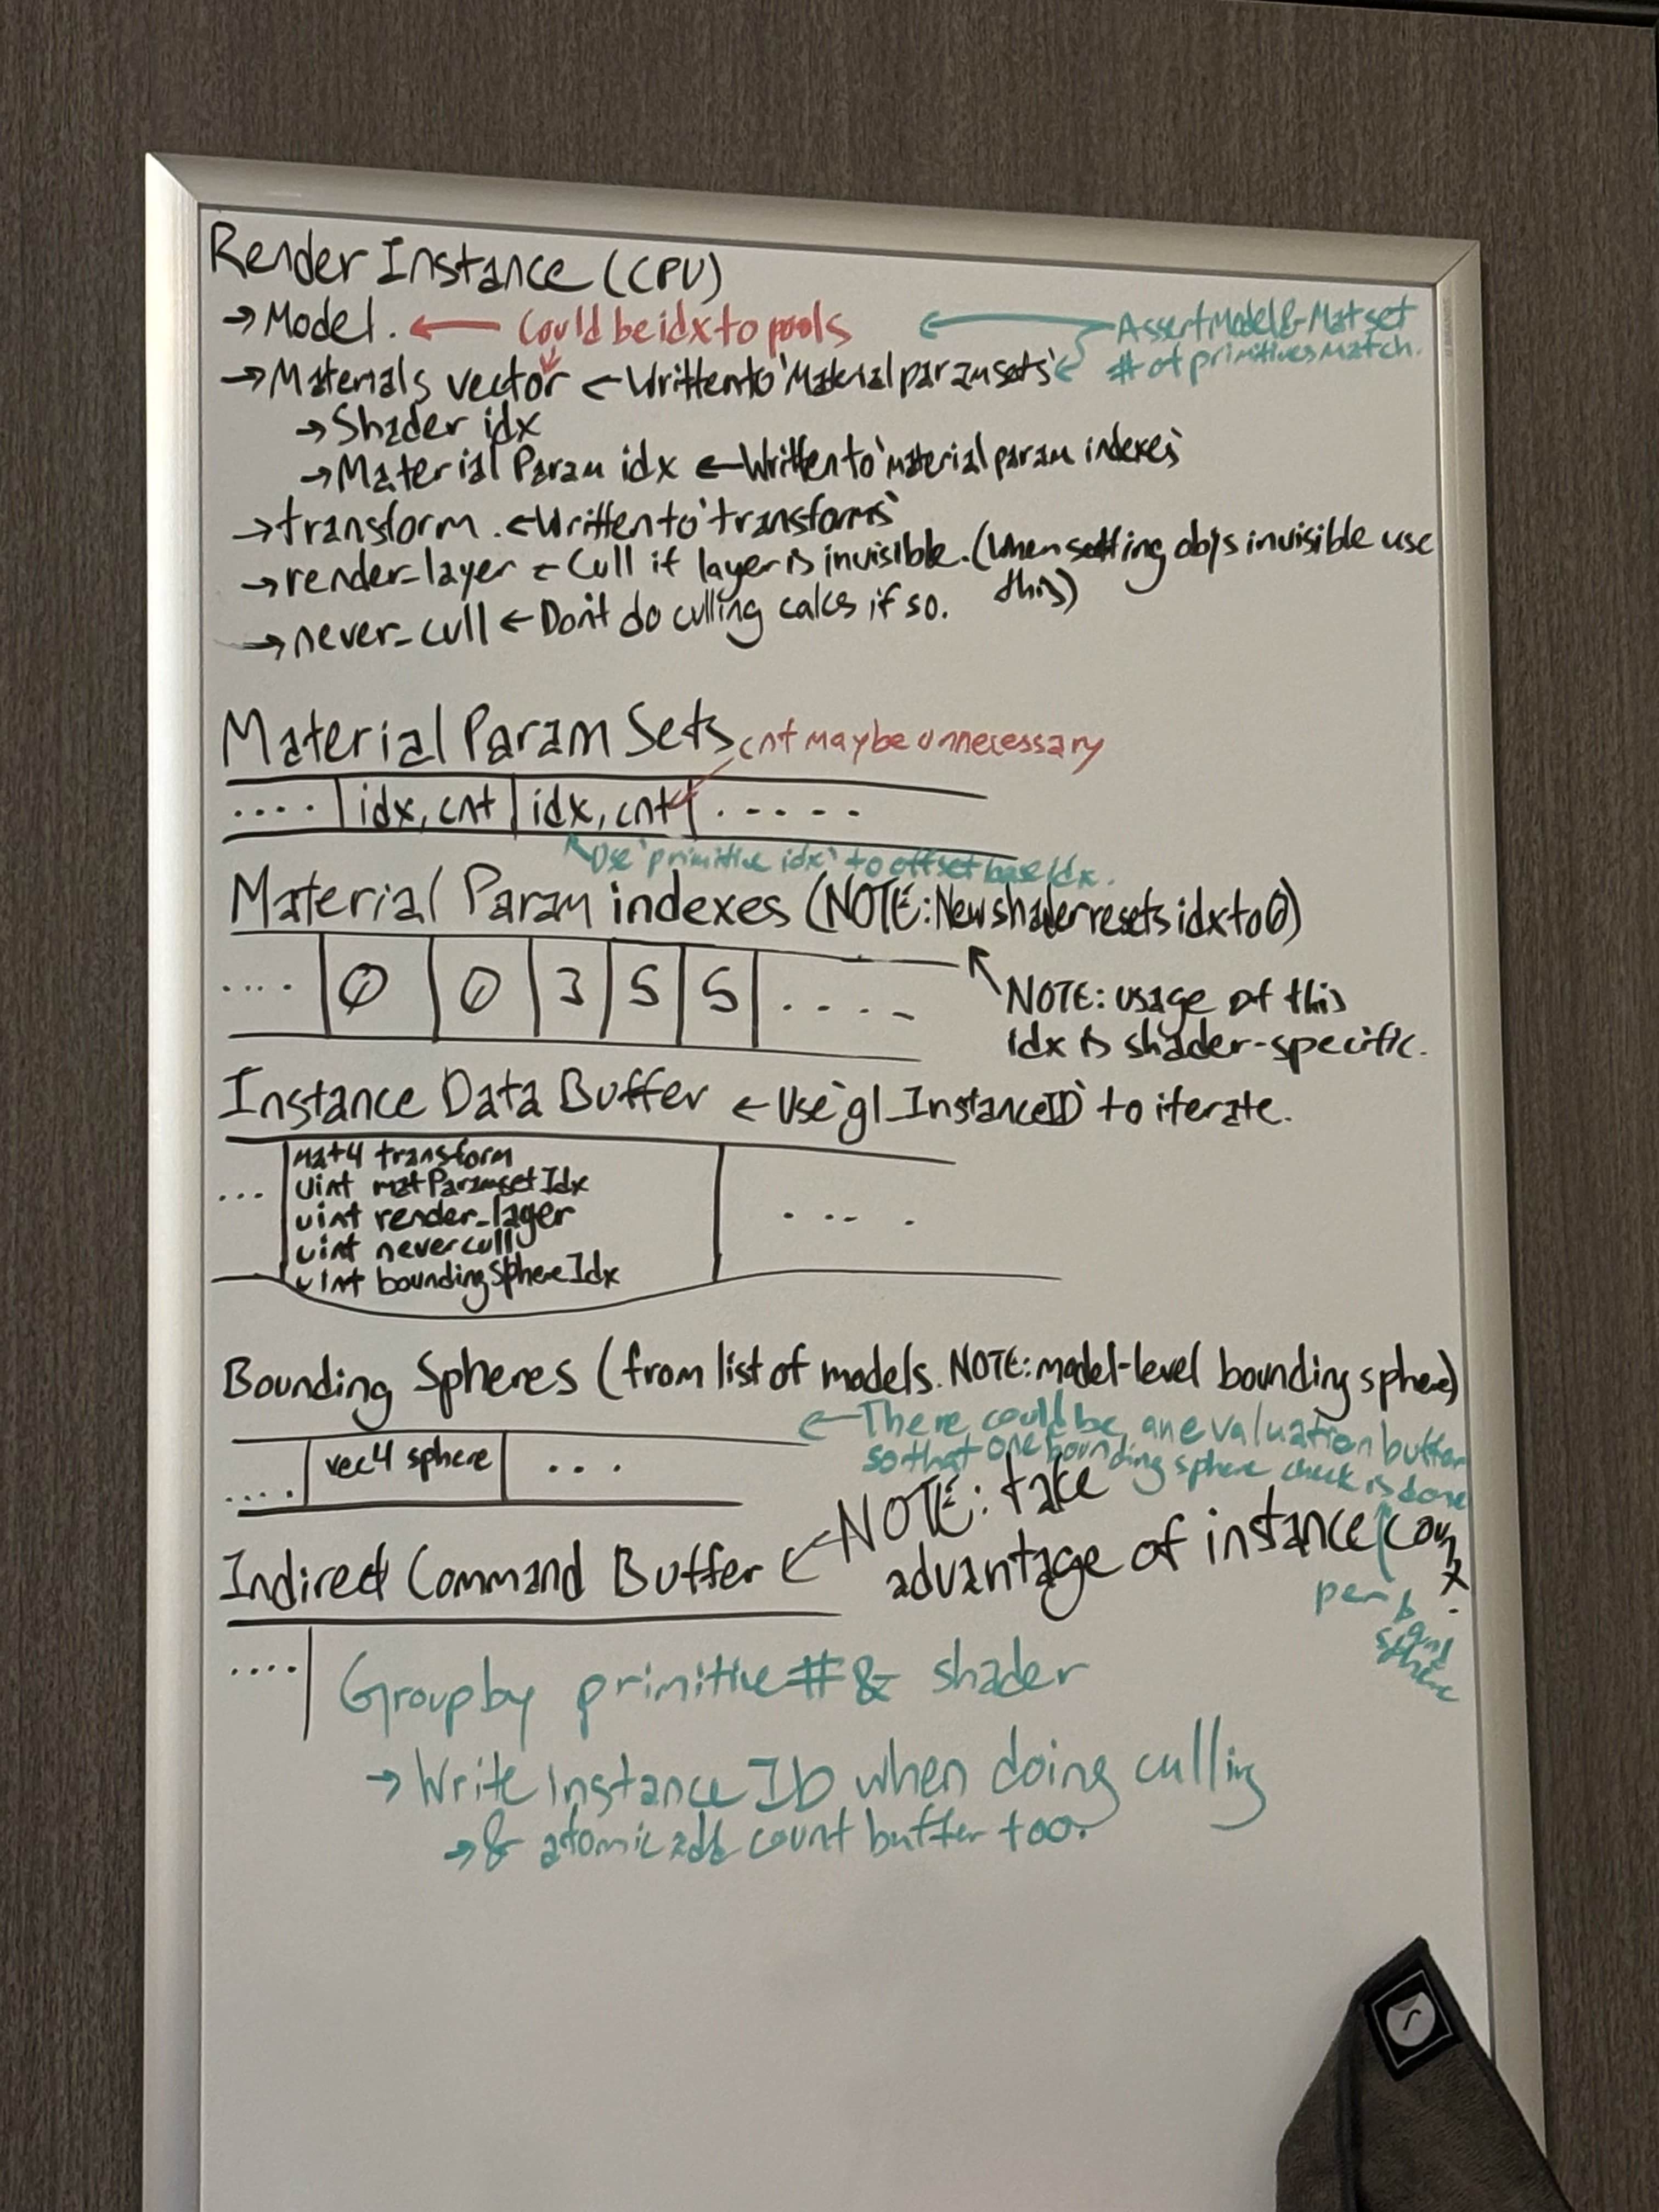 Render Instance (CPU)
→ Model. ← Could be idx to pools
← Assert Model & Mat set
# of primitives match.
→ Materials vector ← Written to `Material param sets`
→ Shader idx
→ Material Param idx ← Written to `material param indexes`
→ transform. ← Written to `transforms`
→ render_layer ← Cull if layer is invisible. (When setting objs invisible use
this)
→ never_cull ← Don't do culling calcs if so.
Material Param Sets
cnt may be unnecessary
.... | idx, cnt | idx, cnt | .....
Use `primitive idx` to offset base idx.
Material Param indexes (NOTE: New shader resets idx to 0)
.... | 0 | 0 | 3 | 5 | 5 | ....
NOTE: usage of this
idx is shader-specific.
Instance Data Buffer ← Use `gl_InstanceID` to iterate.
mat4 transform
... uint matParamsetIdx
uint render_layer
uint nevercull
uint boundingSphereIdx
... .
Bounding Spheres (from list of models. NOTE: model-level bounding sphere)
← There could be an evaluation buffer
so that one bounding sphere check is done
per bound
sphere
.... | vec4 sphere | ...
Indirect Command Buffer ← NOTE: take
advantage of instance count.
.... | Group by primitive # & shader
→ Write Instance ID when doing culling
→ & atomic add count buffer too.